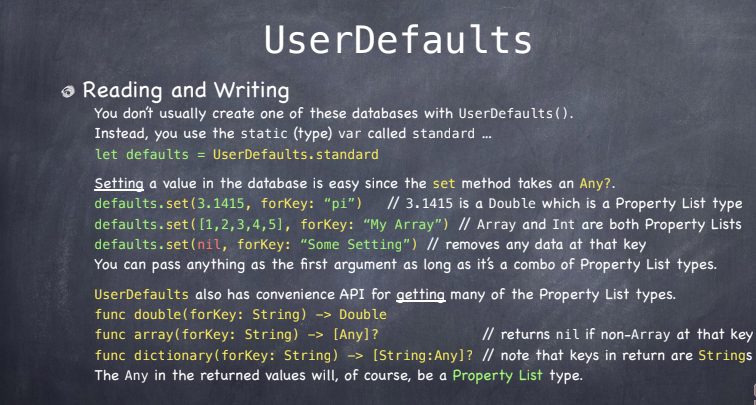 UserDefaults
Reading and Writing
You don't usually create one of these databases with UserDefaults().
Instead, you use the static (type) var called standard ...
let defaults = UserDefaults.standard
Setting a value in the database is easy since the set method takes an Any?.
defaults.set(3.1415, forKey: “pi”) // 3.1415 is a Double which is a Property List type
defaults.set([1,2,3,4,5], forKey: “My Array”) // Array and Int are both Property Lists
defaults.set(nil, forKey: “Some Setting”) // removes any data at that key
You can pass anything as the first argument as long as it's a combo of Property List types.
UserDefaults also has convenience API for getting many of the Property List types.
func double(forKey: String) -> Double
func array(forKey: String) -> [Any]? // returns nil if non-Array at that key
func dictionary(forKey: String) -> [String:Any]? // note that keys in return are Strings
The Any in the returned values will, of course, be a Property List type.